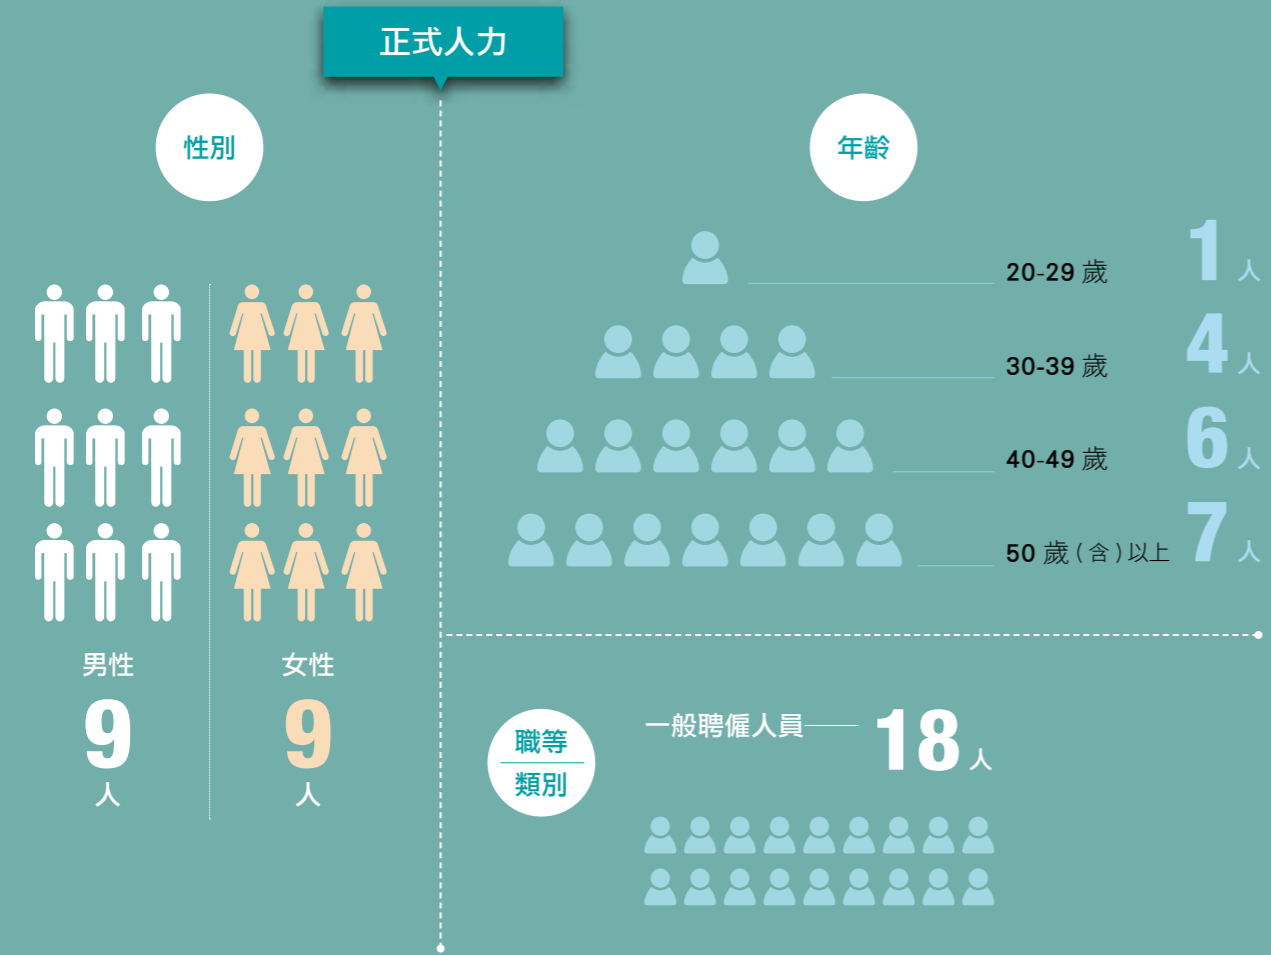 正式人力
性別
男性
9
人
女性
9
人
年齡
20-29 歲 1 人
30-39 歲 4 人
40-49 歲 6 人
50 歲 ( 含 ) 以上 7 人
職等
類別
一般聘僱人員 18 人